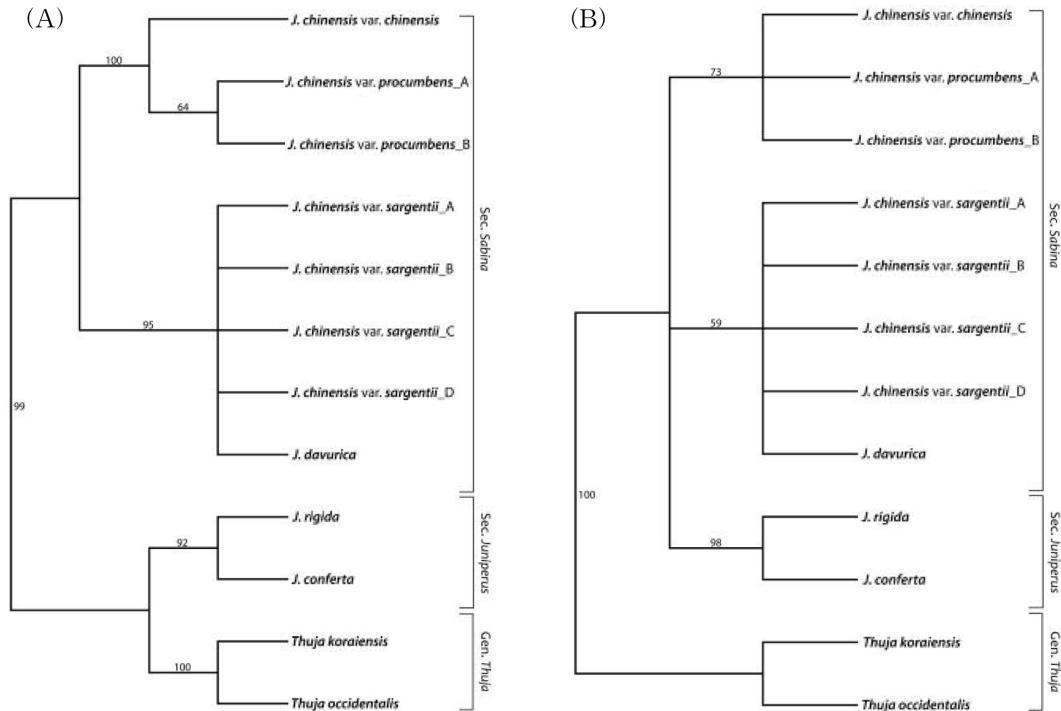 (A)
J. chinensis var. chinensis
100
J. chinensis var. procumbens_A
64
J. chinensis var. procumbens_B
J. chinensis var. sargentii_A
J. chinensis var. sargentii_B
95
J. chinensis var. sargentii_C
J. chinensis var. sargentii_D
99
J. davurica
J. rigida
92
J. conferta
Thuja koraiensis
100
Thuja occidentalis
Sec. Sabina
Sec. Juniperus
Gen. Thuja
(B)
J. chinensis var. chinensis
73
J. chinensis var. procumbens_A
J. chinensis var. procumbens_B
J. chinensis var. sargentii_A
J. chinensis var. sargentii_B
59
J. chinensis var. sargentii_C
J. chinensis var. sargentii_D
J. davurica
100
J. rigida
98
J. conferta
Thuja koraiensis
Thuja occidentalis
Sec. Sabina
Sec. Juniperus
Gen. Thuja